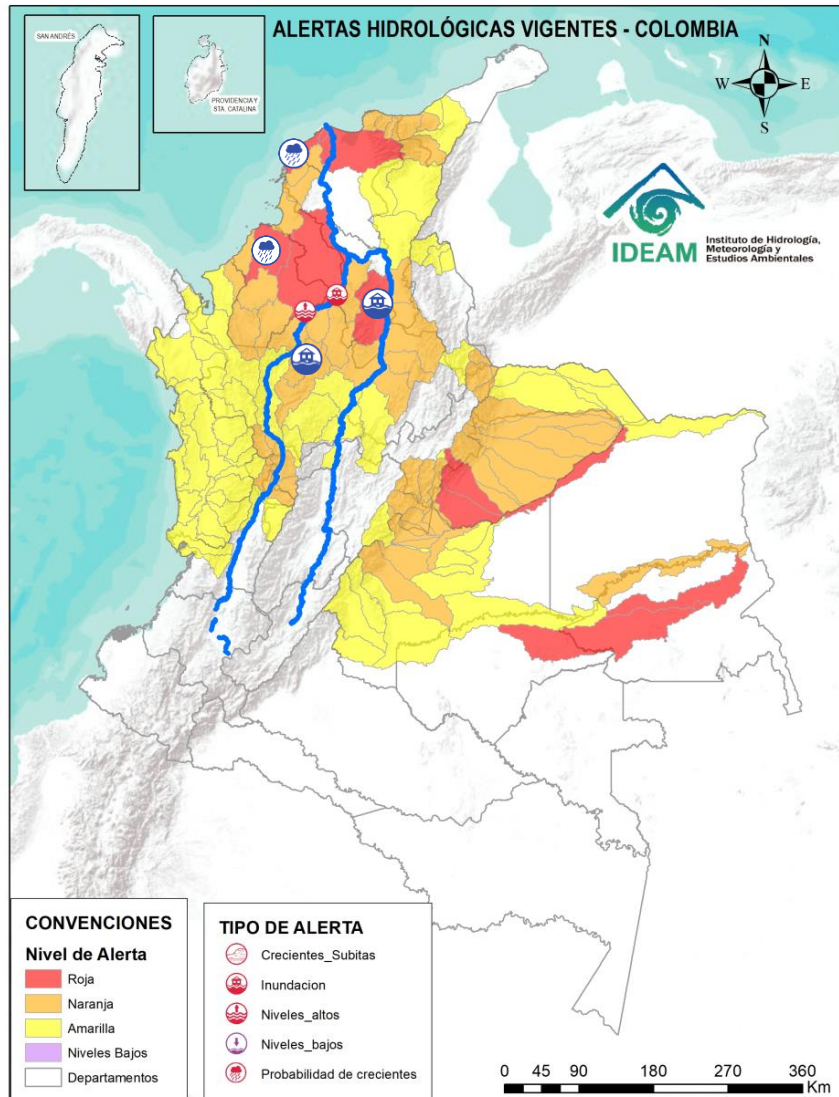 ALERTAS HIDROLÓGICAS VIGENTES - COLOMBIA
SAN ANDRÉS
PROVIDENCIA Y
STA. CATALINA
N
W
E
S
IDEAM
Instituto de Hidrología,
Meteorología y
Estudios Ambientales
CONVENCIONES
Nivel de Alerta
Roja
Naranja
Amarilla
Niveles Bajos
Departamentos
TIPO DE ALERTA
Crecientes_Subitas
Inundacion
Niveles_altos
Niveles_bajos
Probabilidad de crecientes
0 45 90 180 270 360
Km